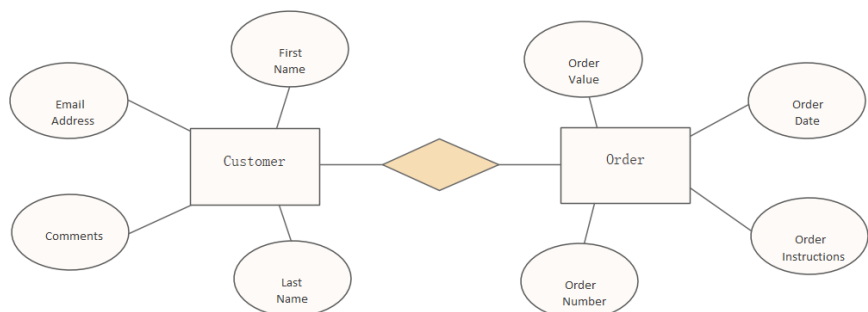 First
Name
Order
Value
Email
Address
Order
Date
Customer
Order
Comments
Order
Instructions
Last
Name
Order
Number